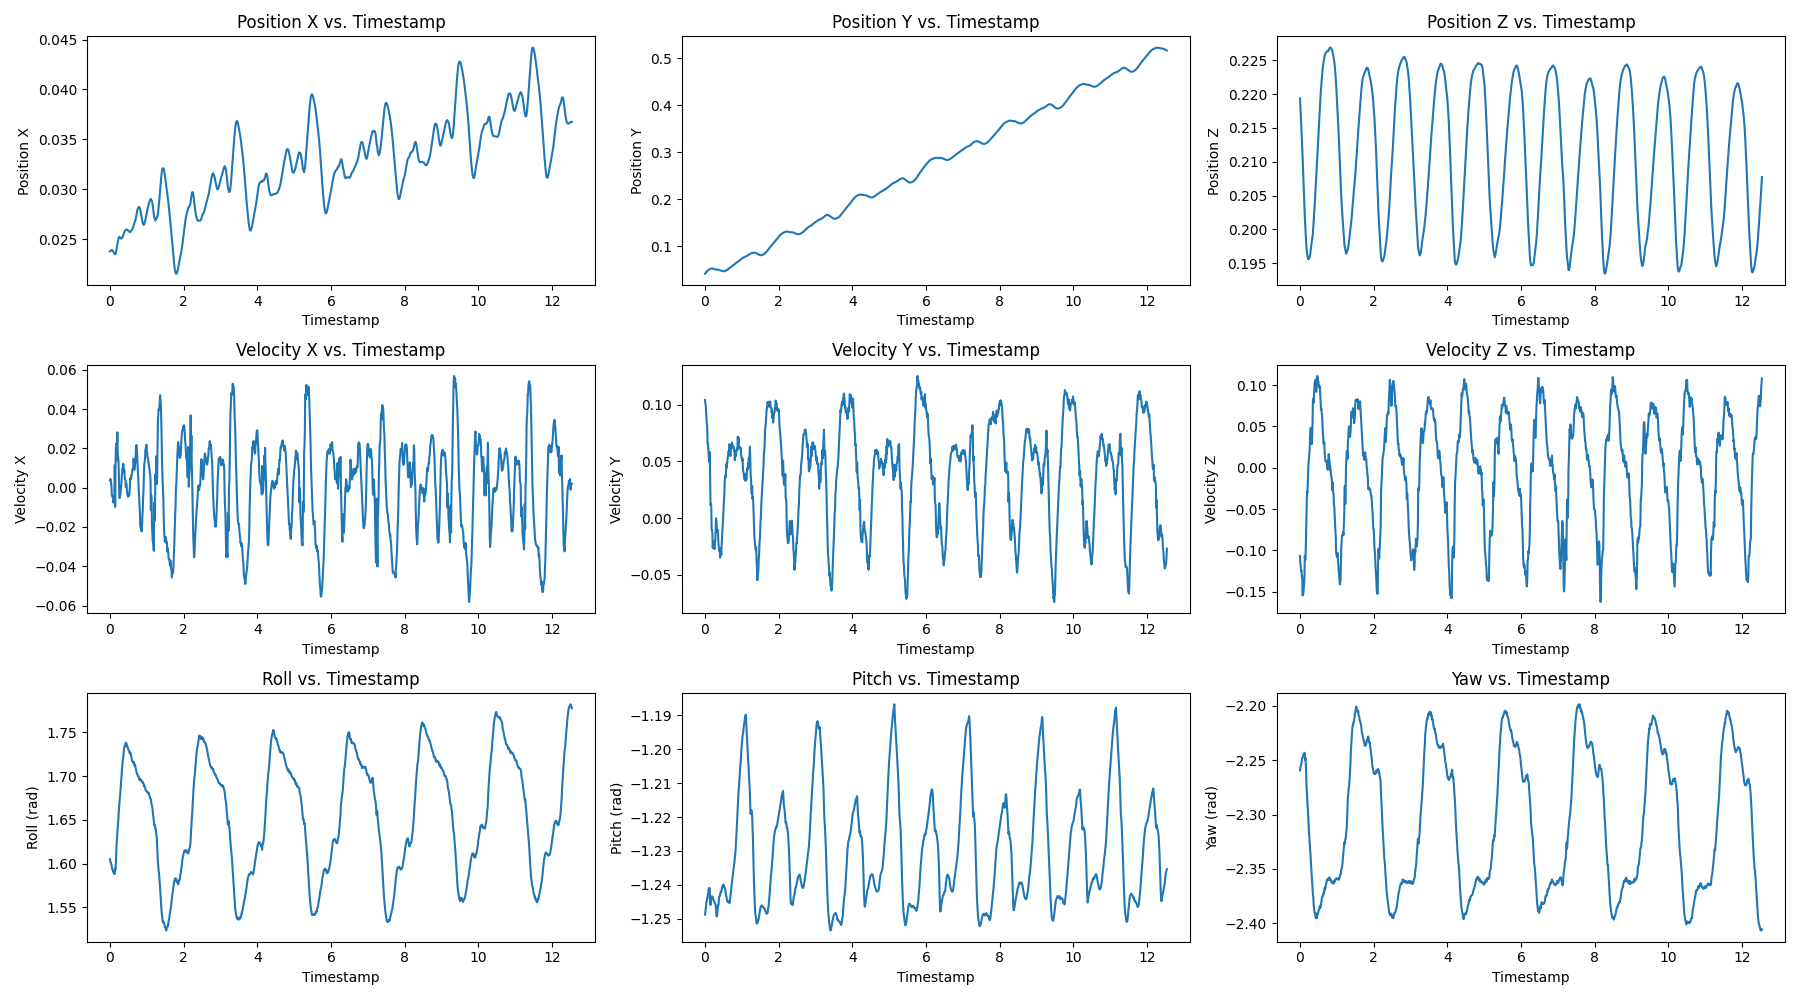 Position X vs. Timestamp
Position X
0.045
0.040
0.035
0.030
0.025
0 2 4 6 8 10 12
Timestamp
Position Y vs. Timestamp
Position Y
0.5
0.4
0.3
0.2
0.1
0 2 4 6 8 10 12
Timestamp
Position Z vs. Timestamp
Position Z
0.225
0.220
0.215
0.210
0.205
0.200
0.195
0 2 4 6 8 10 12
Timestamp
Velocity X vs. Timestamp
Velocity X
0.06
0.04
0.02
0.00
−0.02
−0.04
−0.06
0 2 4 6 8 10 12
Timestamp
Velocity Y vs. Timestamp
Velocity Y
0.10
0.05
0.00
−0.05
0 2 4 6 8 10 12
Timestamp
Velocity Z vs. Timestamp
Velocity Z
0.10
0.05
0.00
−0.05
−0.10
−0.15
0 2 4 6 8 10 12
Timestamp
Roll vs. Timestamp
Roll (rad)
1.75
1.70
1.65
1.60
1.55
0 2 4 6 8 10 12
Timestamp
Pitch vs. Timestamp
Pitch (rad)
−1.19
−1.20
−1.21
−1.22
−1.23
−1.24
−1.25
0 2 4 6 8 10 12
Timestamp
Yaw vs. Timestamp
Yaw (rad)
−2.20
−2.25
−2.30
−2.35
−2.40
0 2 4 6 8 10 12
Timestamp